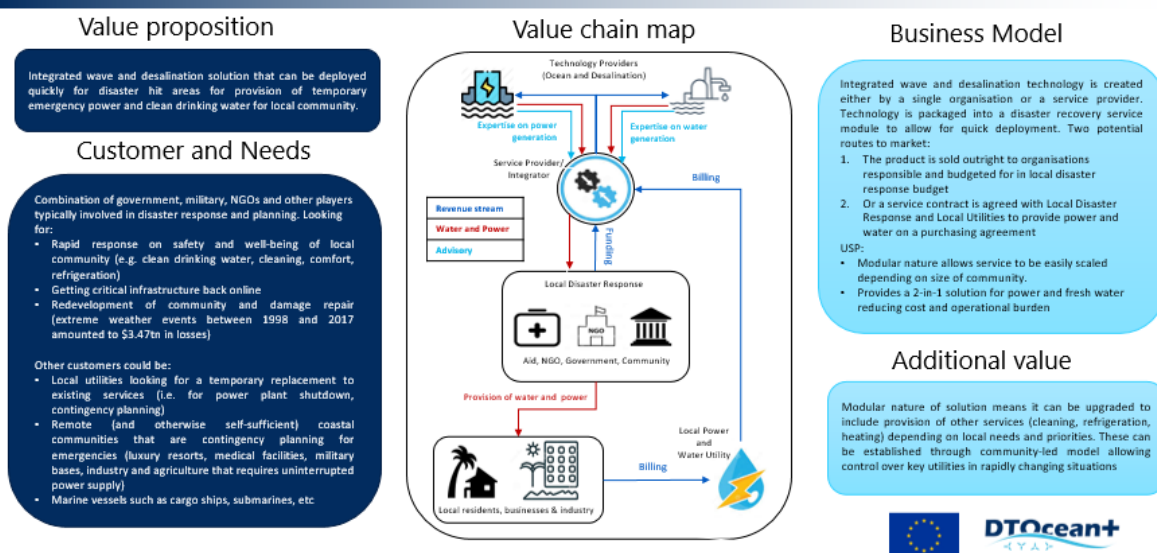 Value proposition
Integrated wave and desalination solution that can be deployed
quickly for disaster hit areas for provision of temporary
emergency power and clean drinking water for local community.
Customer and Needs
Combination of government, military, NGOs and other players
typically involved in disaster response and planning. Looking
for:
▪ Rapid response on safety and well-being of local
community (e.g. clean drinking water, cleaning, comfort,
refrigeration)
▪ Getting critical infrastructure back online
▪ Redevelopment of community and damage repair
(extreme weather events between 1998 and 2017
amounted to $3.47tn in losses)
Other customers could be:
▪ Local utilities looking for a temporary replacement to
existing services (i.e. for power plant shutdown,
contingency planning)
▪ Remote (and otherwise self-sufficient) coastal
communities that are contingency planning for
emergencies (luxury resorts, medical facilities, military
bases, industry and agriculture that requires uninterrupted
power supply)
▪ Marine vessels such as cargo ships, submarines, etc
Value chain map
Technology Providers
(Ocean and Desalination)
Expertise on power
generation
Expertise on water
generation
Service Provider/
Integrator
Billing
Revenue stream
Water and Power
Advisory
Funding
Local Disaster Response
NGO
Aid, NGO, Government, Community
Provision of water and power
Local Power
and
Water Utility
Billing
Local residents, businesses & industry
Business Model
Integrated wave and desalination technology is created
either by a single organisation or a service provider.
Technology is packaged into a disaster recovery service
module to allow for quick deployment. Two potential
routes to market:
1. The product is sold outright to organisations
responsible and budgeted for in local disaster
response budget
2. Or a service contract is agreed with Local Disaster
Response and Local Utilities to provide power and
water on a purchasing agreement
USP:
▪ Modular nature allows service to be easily scaled
depending on size of community.
▪ Provides a 2-in-1 solution for power and fresh water
reducing cost and operational burden
Additional value
Modular nature of solution means it can be upgraded to
include provision of other services (cleaning, refrigeration,
heating) depending on local needs and priorities. These can
be established through community-led model allowing
control over key utilities in rapidly changing situations
DTOcean+